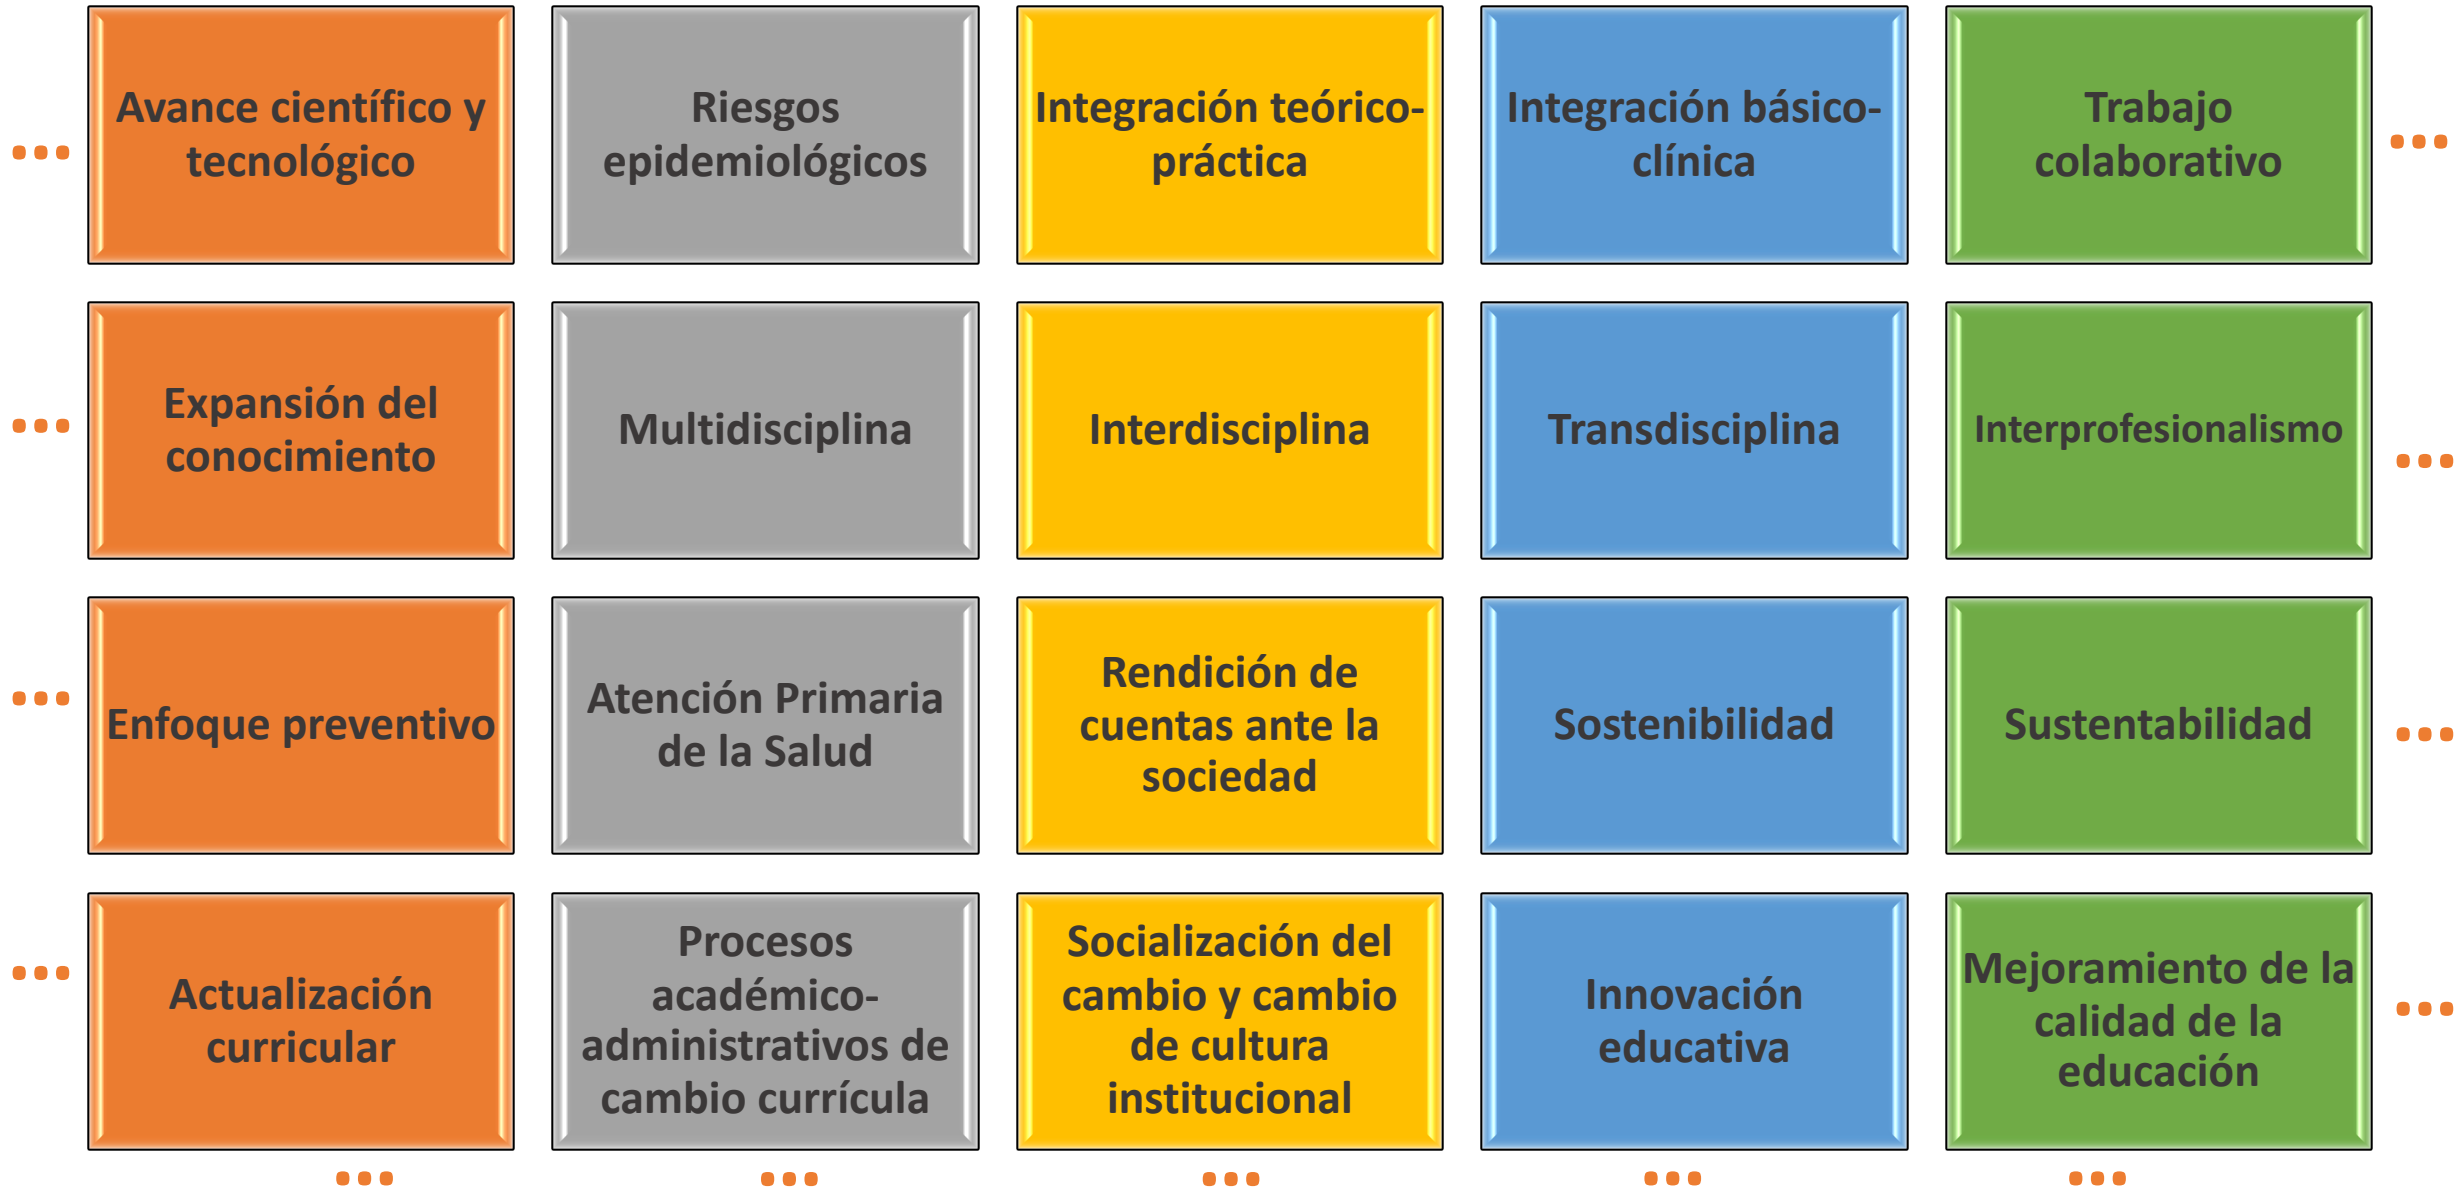 Avance científico y
tecnológico
Riesgos
epidemiológicos
Integración teórico-
práctica
Integración básico-
clínica
Trabajo
colaborativo
...
...
Expansión del
conocimiento
Multidisciplina
Interdisciplina
Transdisciplina
Interprofesionalismo
...
...
Enfoque preventivo
Atención Primaria
de la Salud
Rendición de
cuentas ante la
sociedad
Sostenibilidad
Sustentabilidad
...
...
Actualización
curricular
Procesos
académico-
administrativos de
cambio currícula
Socialización del
cambio y cambio
de cultura
institucional
Innovación
educativa
Mejoramiento de la
calidad de la
educación
...
...
...
...
...
...
...